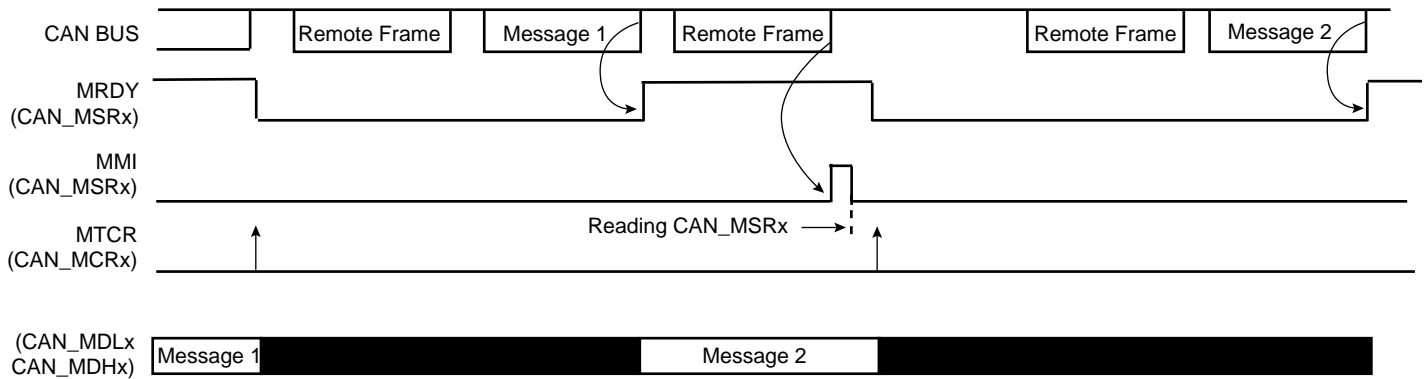 CAN BUS
Remote Frame
Message 1
Remote Frame
Remote Frame
Message 2
MRDY
(CAN_MSRx)
MMI
(CAN_MSRx)
Reading CAN_MSRx
MTCR
(CAN_MCRx)
(CAN_MDLx
CAN_MDHx)
Message 1
Message 2